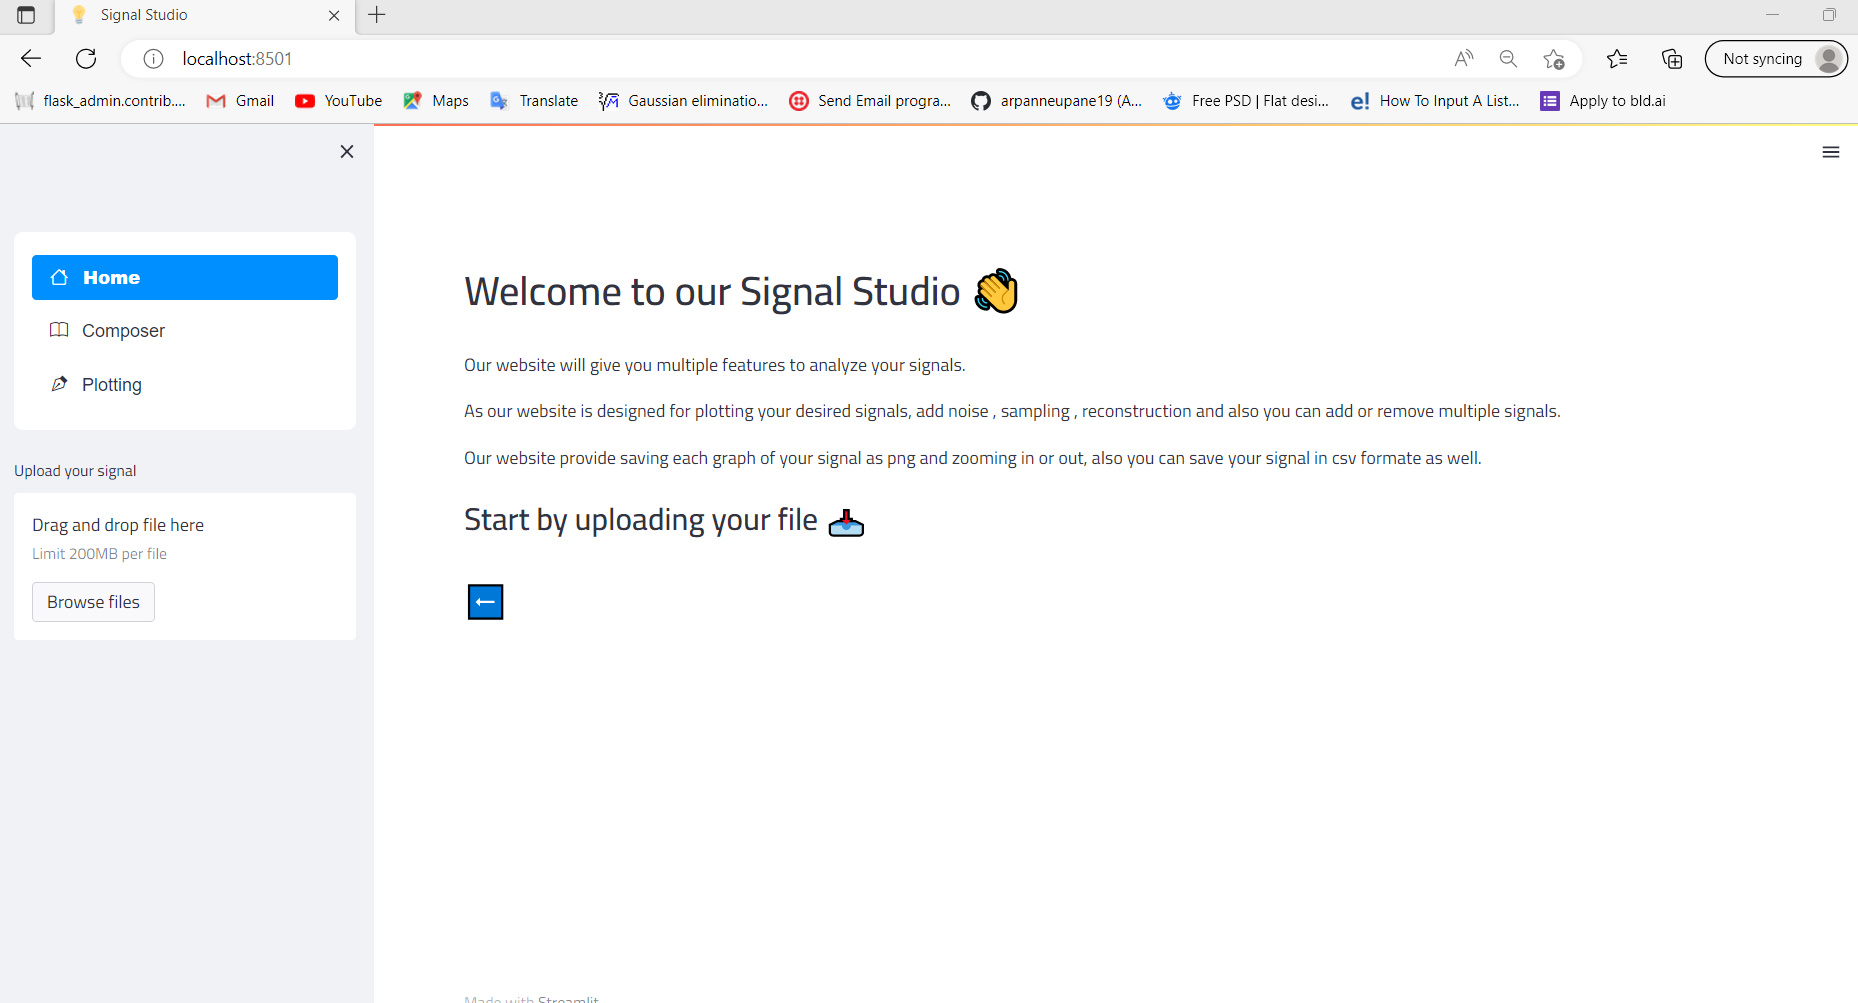 Signal Studio
localhost:8501
Not syncing
flask_admin.contrib....
Gmail
YouTube
Maps
Translate
Gaussian eliminatio...
Send Email progra...
arpanneupane19 (A...
Free PSD | Flat desi...
How To Input A List...
Apply to bld.ai
Home
Composer
Plotting
Upload your signal
Drag and drop file here
Limit 200MB per file
Browse files
Welcome to our Signal Studio
Our website will give you multiple features to analyze your signals.
As our website is designed for plotting your desired signals, add noise , sampling , reconstruction and also you can add or remove multiple signals.
Our website provide saving each graph of your signal as png and zooming in or out, also you can save your signal in csv formate as well.
Start by uploading your file
Made with Streamlit